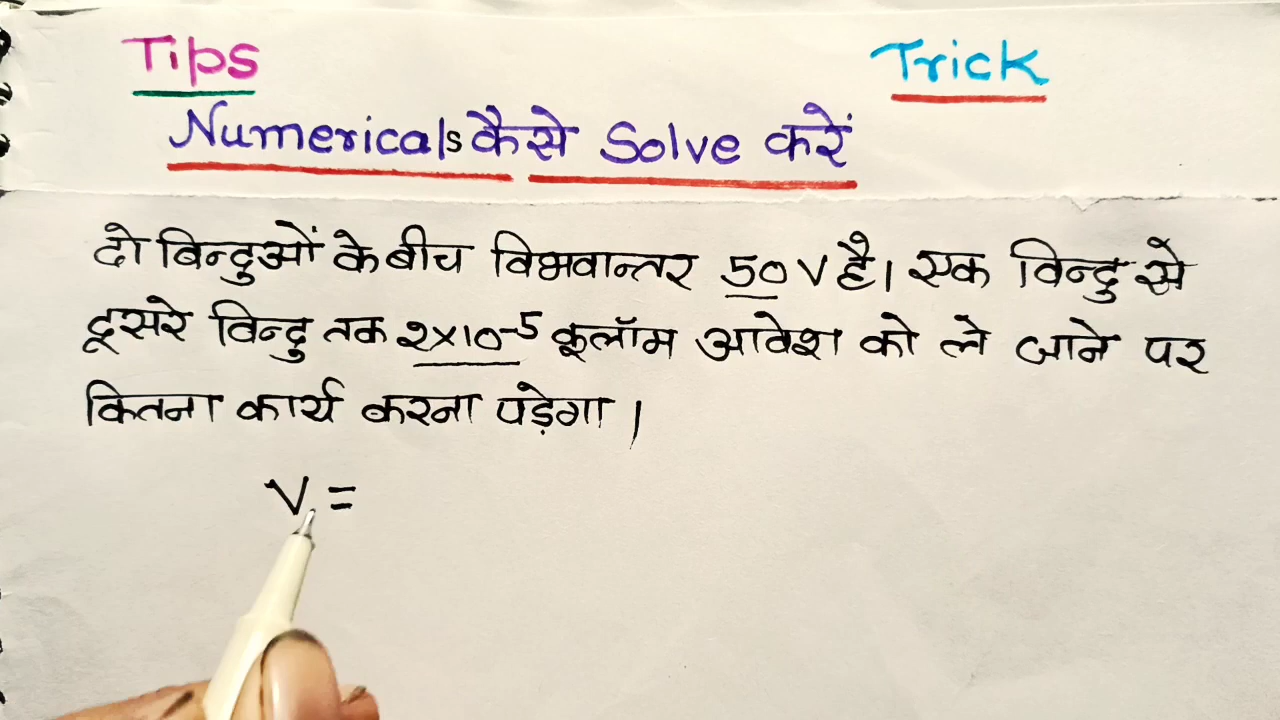 Tips
Trick
Numericals कैसे Solve करें
दो बिन्दुओं के बीच विभवान्तर 50 V है। एक विन्दु से
दूसरे विन्दु तक 2×10-5 कूलॉम आवेश को ले जाने पर
कितना कार्य करना पड़ेगा।
V =